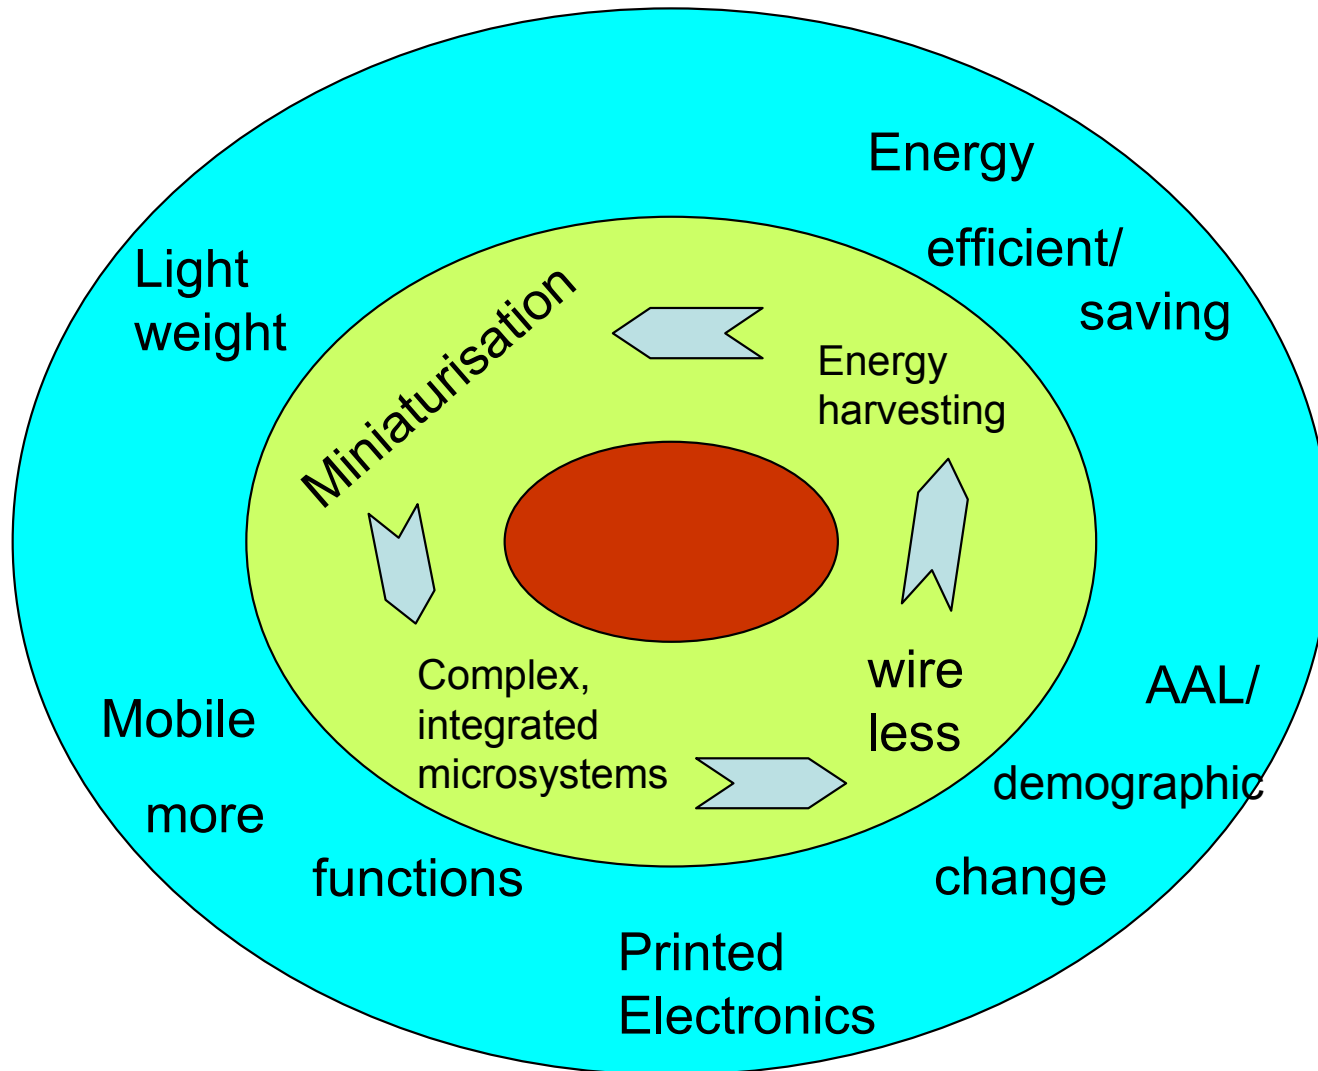 Energy
efficient/
saving
Light
weight
Miniaturisation
Energy
harvesting
Complex,
integrated
microsystems
wire
less
AAL/
demographic
change
Mobile
more
functions
Printed
Electronics